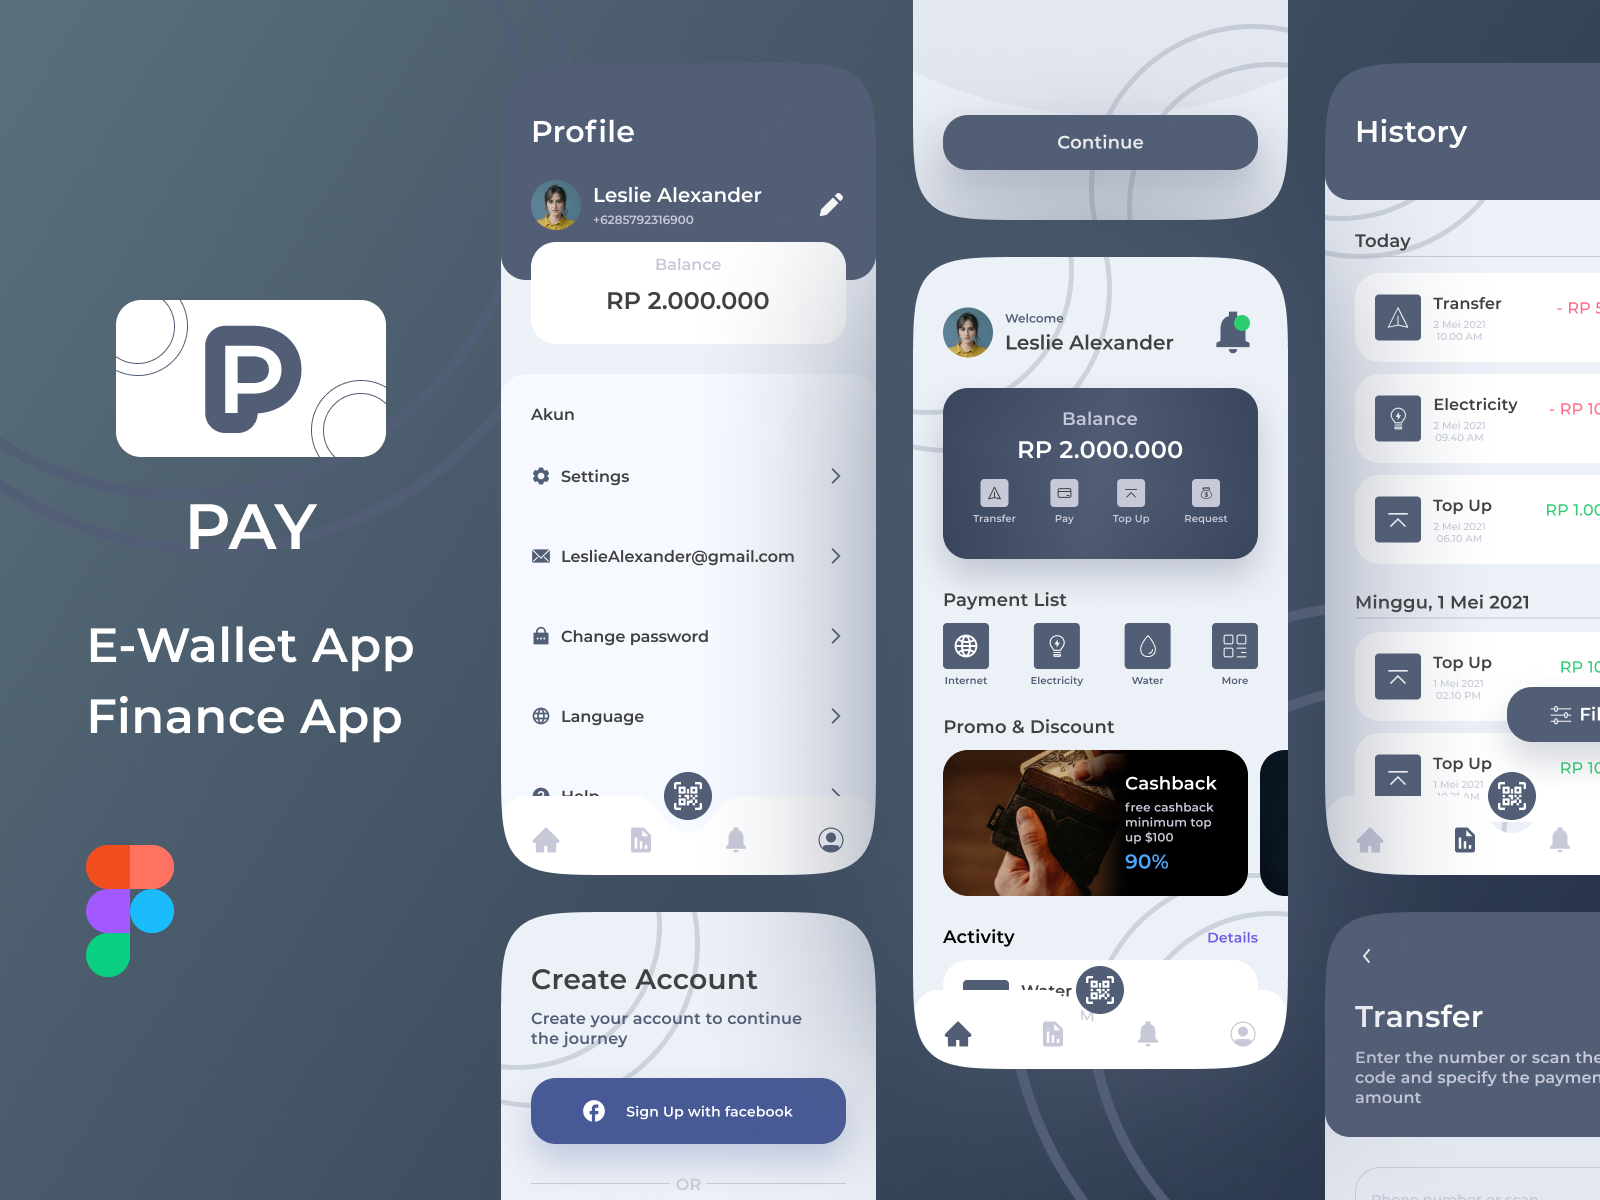 P
PAY
E-Wallet App
Finance App
Profile
Leslie Alexander
+6285792316900
Balance
RP 2.000.000
Akun
Settings
LeslieAlexander@gmail.com
Change password
Language
Help
Create Account
Create your account to continue
the journey
Sign Up with facebook
OR
Continue
Welcome
Leslie Alexander
Balance
RP 2.000.000
Transfer Pay Top Up Request
Payment List
Internet Electricity Water More
Promo & Discount
Cashback
free cashback
minimum top
up $100
90%
Activity Details
Water
M
History
Today
Transfer - RP 5
2 Mei 2021
10.00 AM
Electricity - RP 10
2 Mei 2021
09.40 AM
Top Up RP 1.00
2 Mei 2021
06.10 AM
Minggu, 1 Mei 2021
Top Up RP 10
1 Mei 2021
02.10 PM
Fil
Top Up RP 10
1 Mei 2021
10.21 AM
Transfer
Enter the number or scan the
code and specify the paymen
amount
Phone number or scan